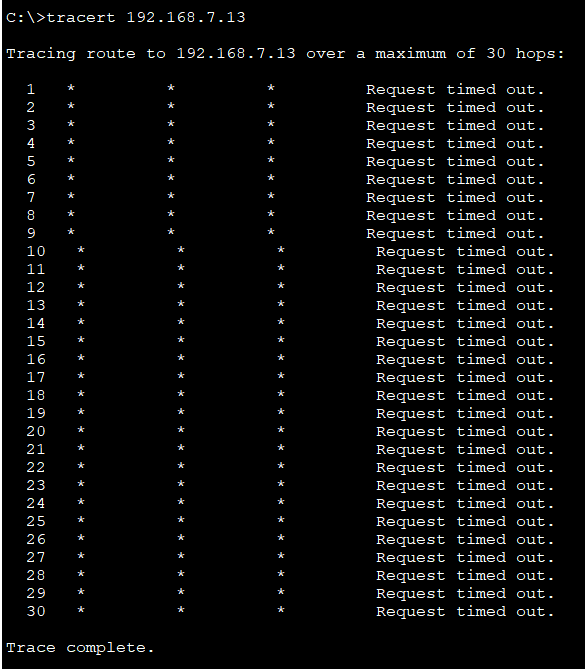 C:\>tracert 192.168.7.13
Tracing route to 192.168.7.13 over a maximum of 30 hops:
1 * * * Request timed out.
2 * * * Request timed out.
3 * * * Request timed out.
4 * * * Request timed out.
5 * * * Request timed out.
6 * * * Request timed out.
7 * * * Request timed out.
8 * * * Request timed out.
9 * * * Request timed out.
10 * * * Request timed out.
11 * * * Request timed out.
12 * * * Request timed out.
13 * * * Request timed out.
14 * * * Request timed out.
15 * * * Request timed out.
16 * * * Request timed out.
17 * * * Request timed out.
18 * * * Request timed out.
19 * * * Request timed out.
20 * * * Request timed out.
21 * * * Request timed out.
22 * * * Request timed out.
23 * * * Request timed out.
24 * * * Request timed out.
25 * * * Request timed out.
26 * * * Request timed out.
27 * * * Request timed out.
28 * * * Request timed out.
29 * * * Request timed out.
30 * * * Request timed out.
Trace complete.